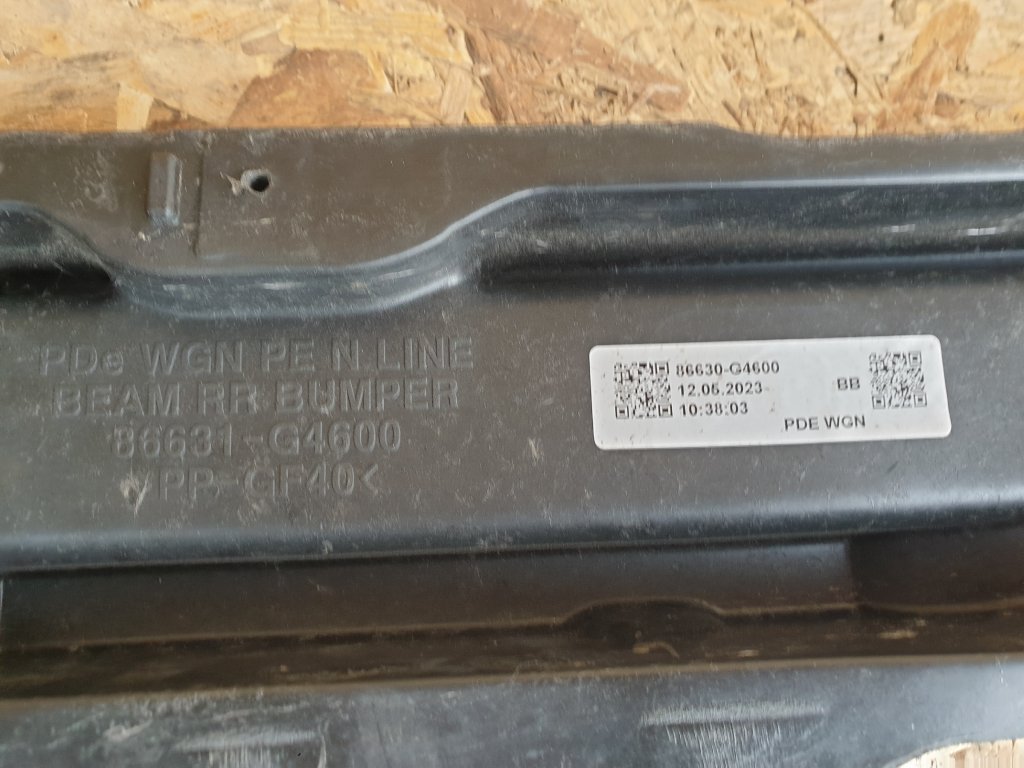 PDe WGN PE N LINE
BEAM RR BUMPER
86631-G4600
>PP-GF40<
86630-G4600
12.05.2023
BB
10:38:03
PDE WGN